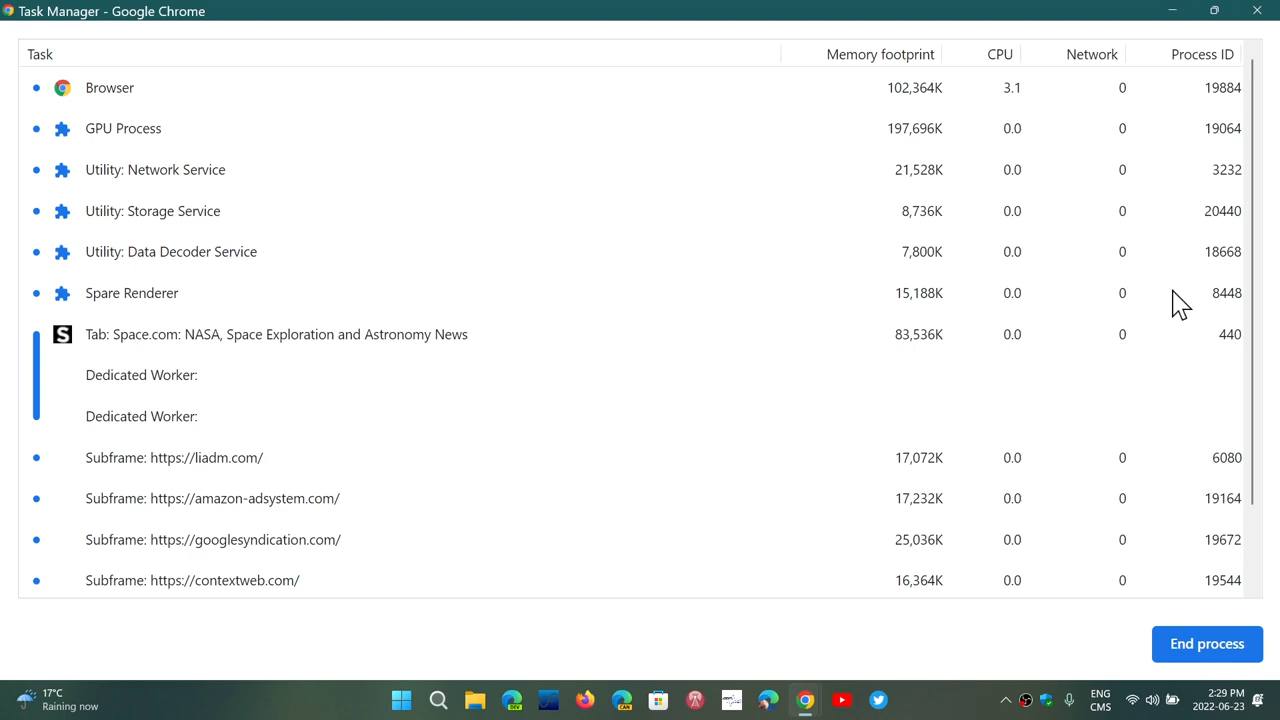 Task Manager - Google Chrome
Task Memory footprint CPU Network Process ID
Browser 102,364K 3.1 0 19884
GPU Process 197,696K 0.0 0 19064
Utility: Network Service 21,528K 0.0 0 3232
Utility: Storage Service 8,736K 0.0 0 20440
Utility: Data Decoder Service 7,800K 0.0 0 18668
Spare Renderer 15,188K 0.0 0 8448
S Tab: Space.com: NASA, Space Exploration and Astronomy News 83,536K 0.0 0 440
Dedicated Worker:
Dedicated Worker:
Subframe: https://liadm.com/ 17,072K 0.0 0 6080
Subframe: https://amazon-adsystem.com/ 17,232K 0.0 0 19164
Subframe: https://googlesyndication.com/ 25,036K 0.0 0 19672
Subframe: https://contextweb.com/ 16,364K 0.0 0 19544
End process
17°C
Raining now
DEV
CAN
ENG
CMS
2:29 PM
2022-06-23